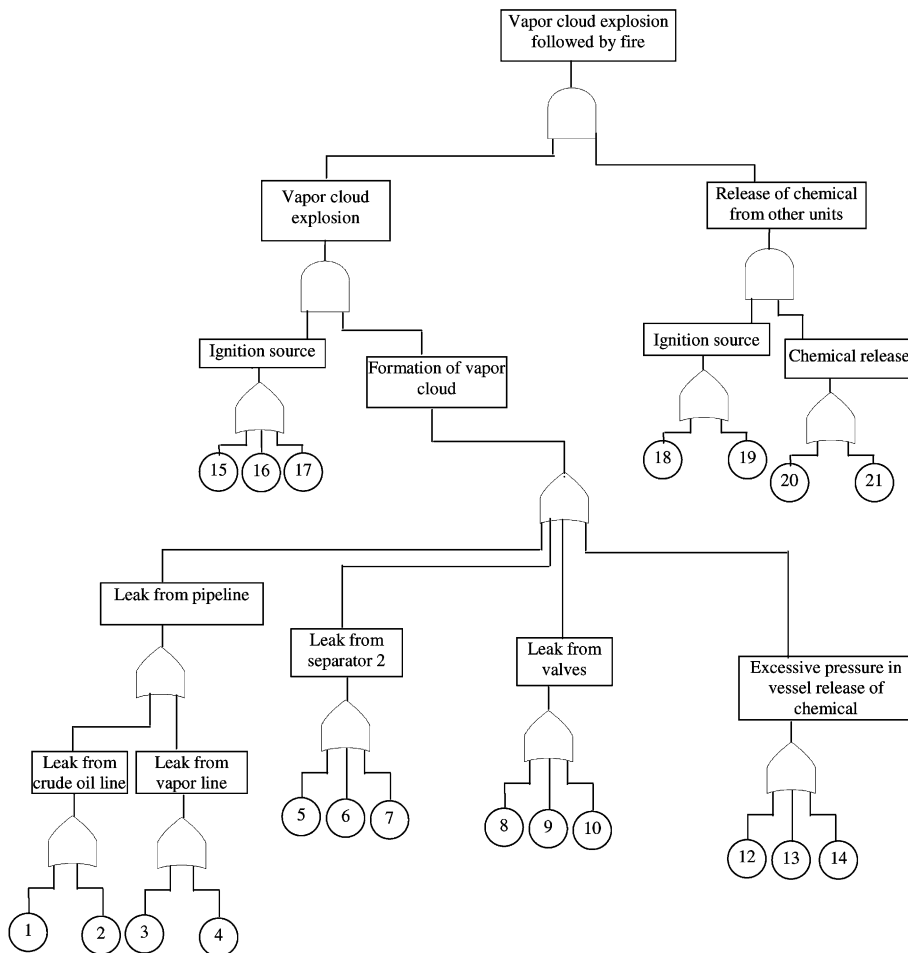 Vapor cloud explosion
followed by fire
Vapor cloud
explosion
Release of chemical
from other units
Ignition source
Formation of vapor
cloud
Ignition source
Chemical release
15
16
17
18
19
20
21
Leak from pipeline
Leak from
separator 2
Leak from
valves
Excessive pressure in
vessel release of
chemical
Leak from
crude oil line
Leak from
vapor line
5
6
7
8
9
10
12
13
14
1
2
3
4